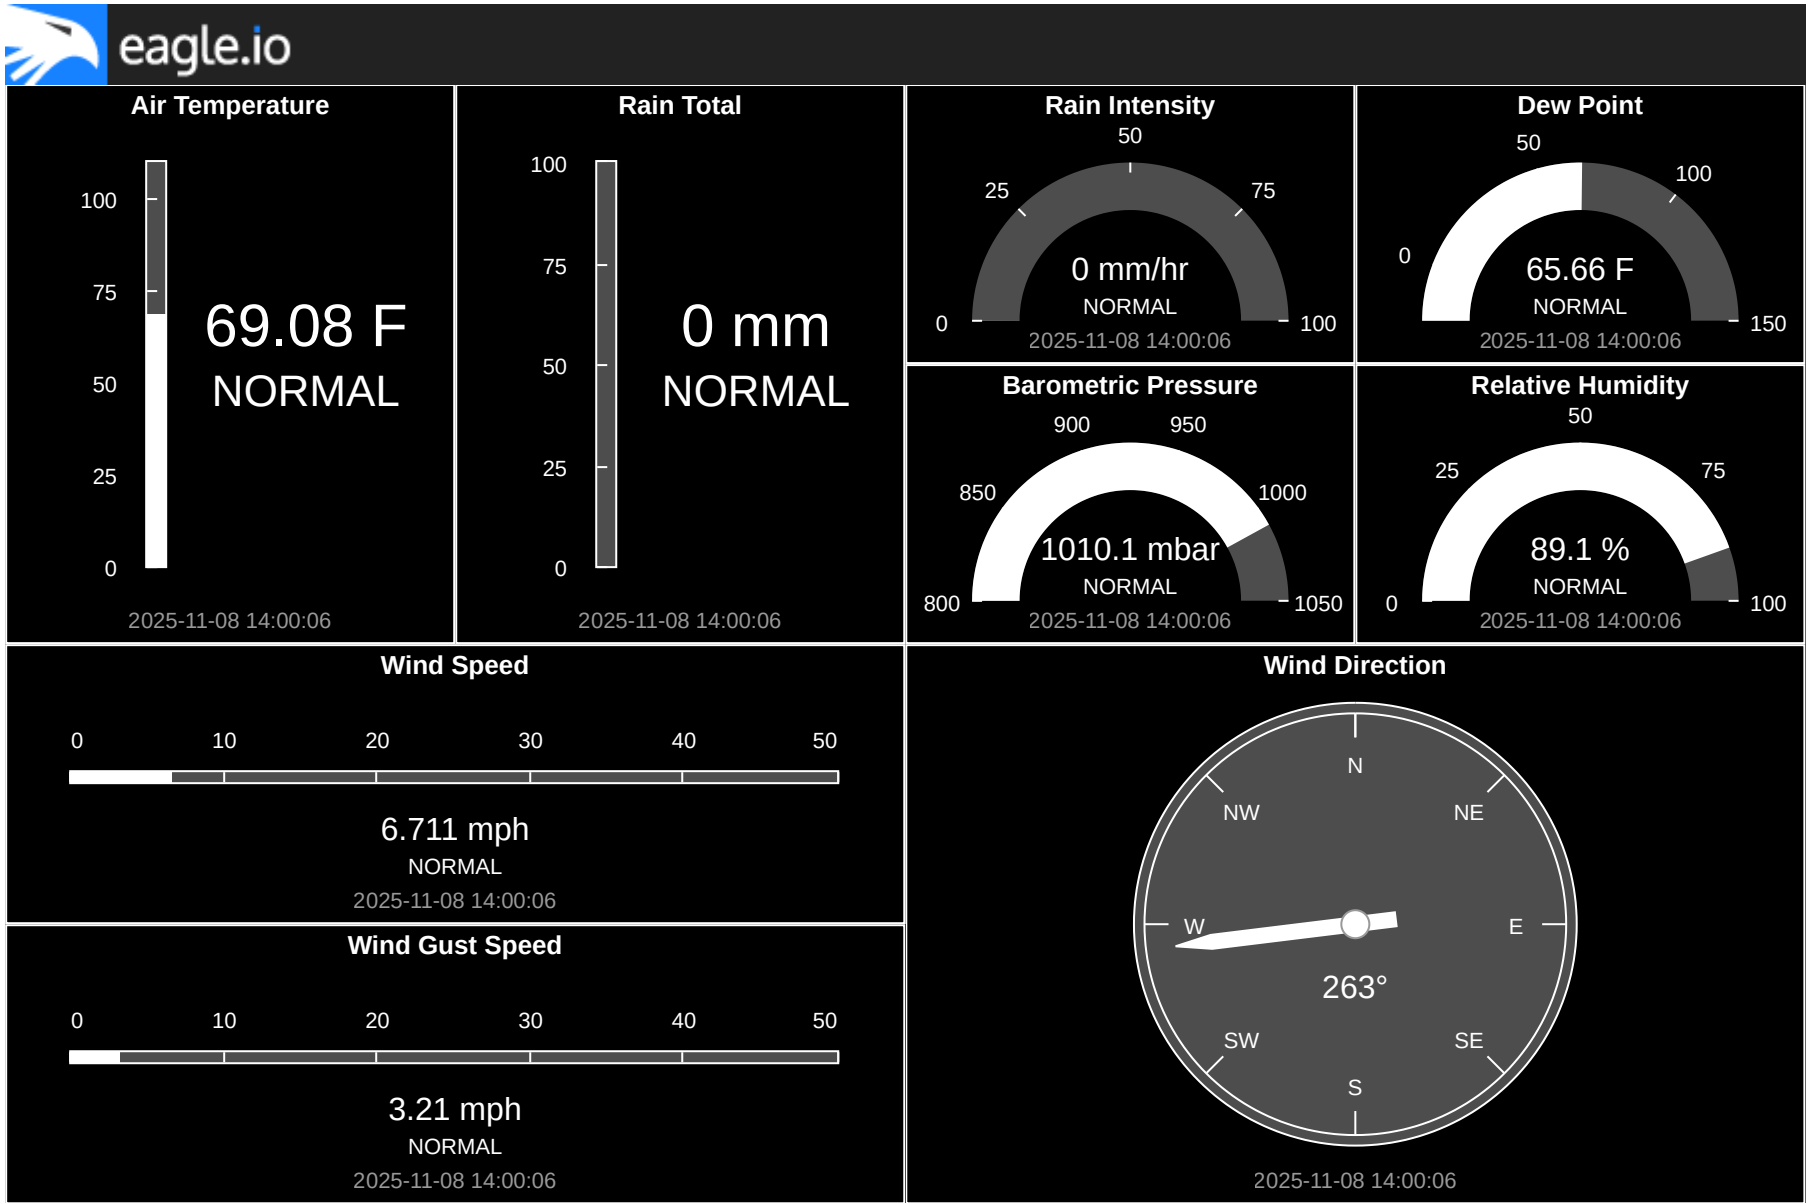 eagle.io
Air Temperature
100
75
50
25
0
69.08 F
NORMAL
2025-11-08 14:00:06
Rain Total
100
75
50
25
0
0 mm
NORMAL
2025-11-08 14:00:06
Rain Intensity
50
25
75
0
100
0 mm/hr
NORMAL
2025-11-08 14:00:06
Dew Point
50
100
0
150
65.66 F
NORMAL
2025-11-08 14:00:06
Barometric Pressure
900
950
850
1000
800
1050
1010.1 mbar
NORMAL
2025-11-08 14:00:06
Relative Humidity
50
25
75
0
100
89.1 %
NORMAL
2025-11-08 14:00:06
Wind Speed
0 10 20 30 40 50
6.711 mph
NORMAL
2025-11-08 14:00:06
Wind Gust Speed
0 10 20 30 40 50
3.21 mph
NORMAL
2025-11-08 14:00:06
Wind Direction
N
NW
NE
W
E
263°
SW
SE
S
2025-11-08 14:00:06